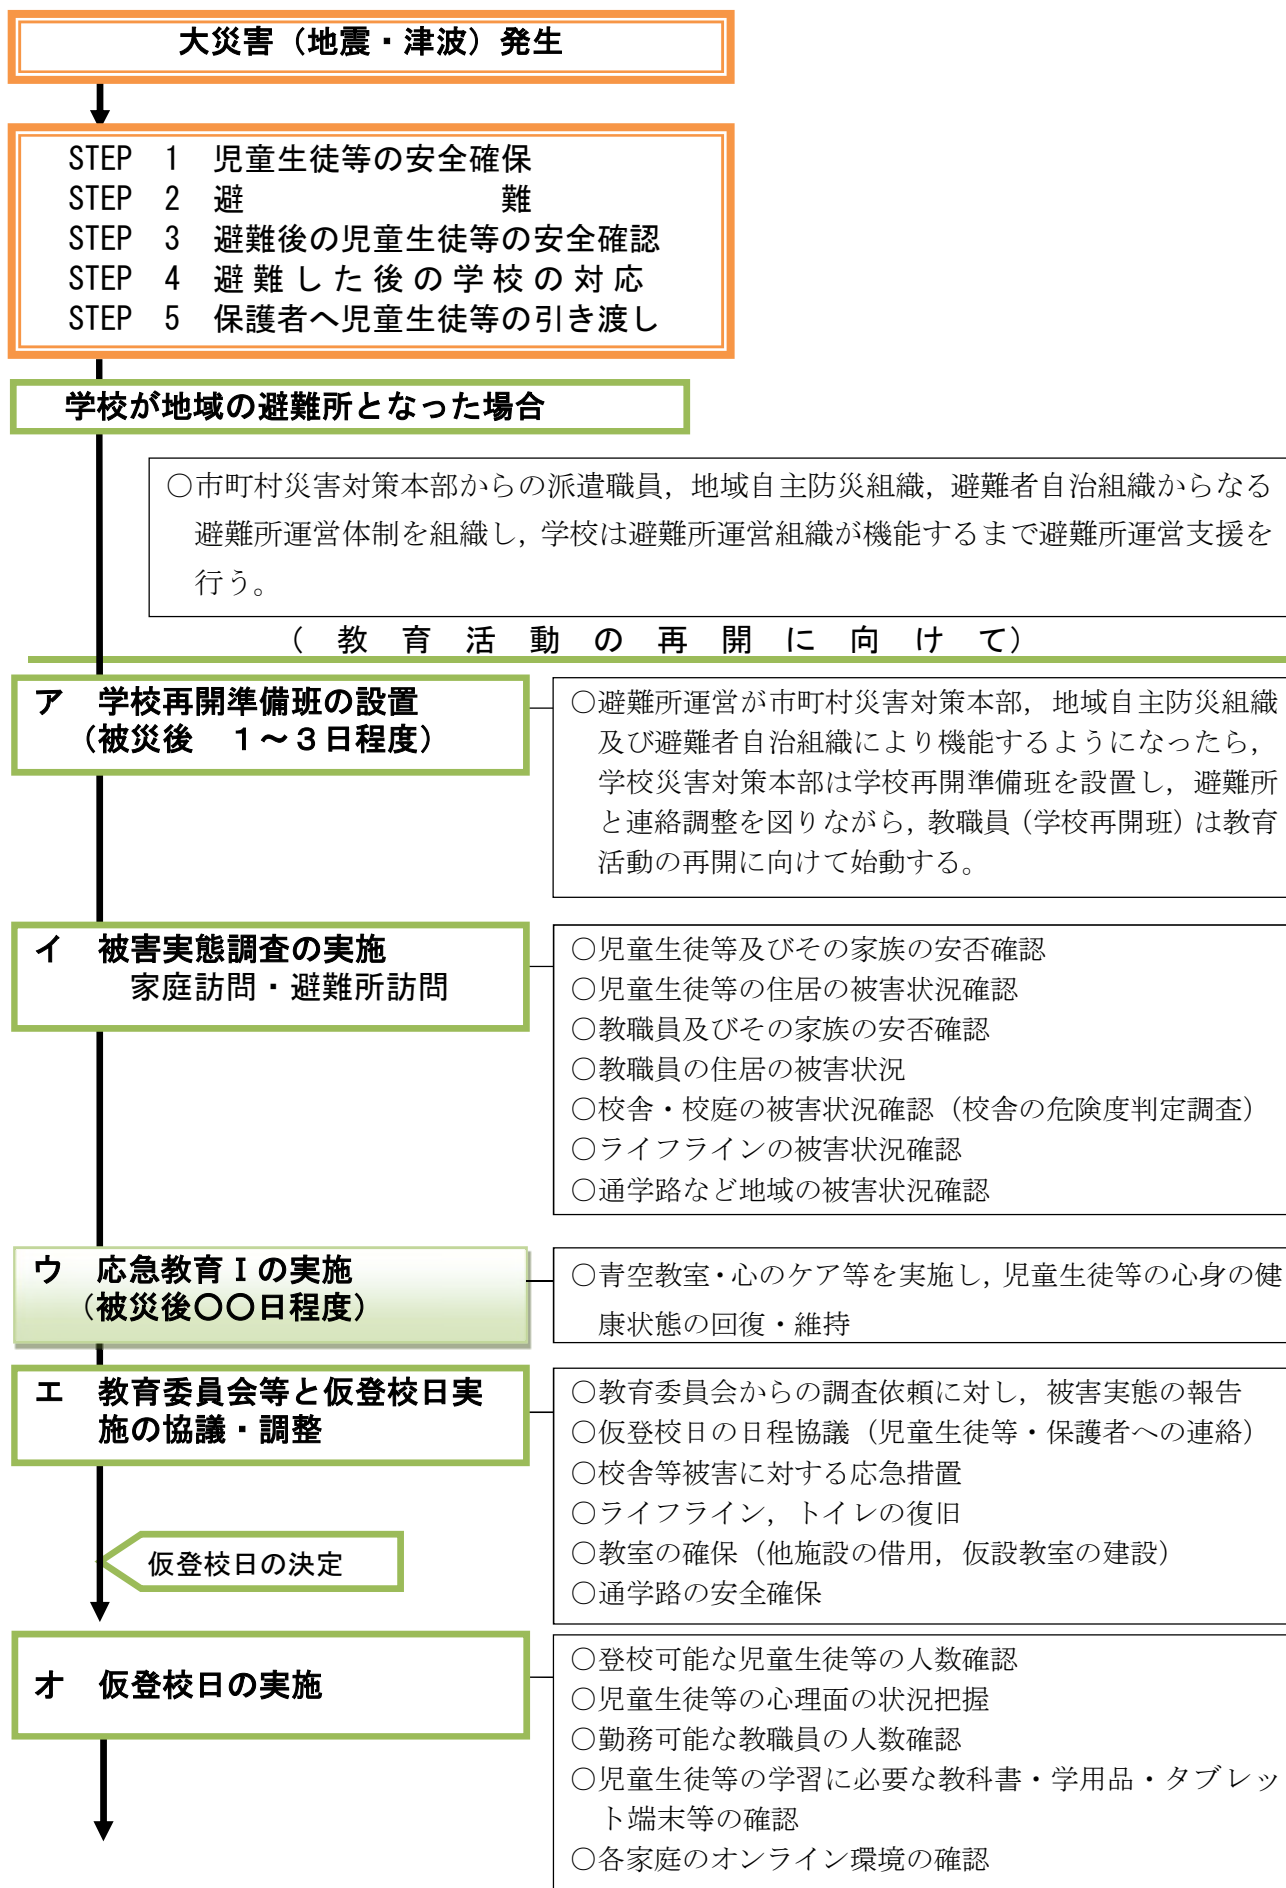 大災害（地震・津波）発生
STEP 1 児童生徒等の安全確保
STEP 2 避難
STEP 3 避難後の児童生徒等の安全確認
STEP 4 避難した後の学校の対応
STEP 5 保護者へ児童生徒等の引き渡し
学校が地域の避難所となった場合
○市町村災害対策本部からの派遣職員，地域自主防災組織，避難者自治組織からなる
避難所運営体制を組織し，学校は避難所運営組織が機能するまで避難所運営支援を
行う。
（教育活動の再開に向けて）
ア 学校再開準備班の設置
（被災後 １～３日程度）
○避難所運営が市町村災害対策本部，地域自主防災組織
及び避難者自治組織により機能するようになったら，
学校災害対策本部は学校再開準備班を設置し，避難所
と連絡調整を図りながら，教職員（学校再開班）は教育
活動の再開に向けて始動する。
イ 被害実態調査の実施
家庭訪問・避難所訪問
○児童生徒等及びその家族の安否確認
○児童生徒等の住居の被害状況確認
○教職員及びその家族の安否確認
○教職員の住居の被害状況
○校舎・校庭の被害状況確認（校舎の危険度判定調査）
○ライフラインの被害状況確認
○通学路など地域の被害状況確認
ウ 応急教育Ⅰの実施
（被災後〇〇日程度）
○青空教室・心のケア等を実施し，児童生徒等の心身の健
康状態の回復・維持
エ 教育委員会等と仮登校日実
施の協議・調整
○教育委員会からの調査依頼に対し，被害実態の報告
○仮登校日の日程協議（児童生徒等・保護者への連絡）
○校舎等被害に対する応急措置
○ライフライン，トイレの復旧
○教室の確保（他施設の借用，仮設教室の建設）
○通学路の安全確保
仮登校日の決定
オ 仮登校日の実施
○登校可能な児童生徒等の人数確認
○児童生徒等の心理面の状況把握
○勤務可能な教職員の人数確認
○児童生徒等の学習に必要な教科書・学用品・タブレッ
ト端末等の確認
○各家庭のオンライン環境の確認